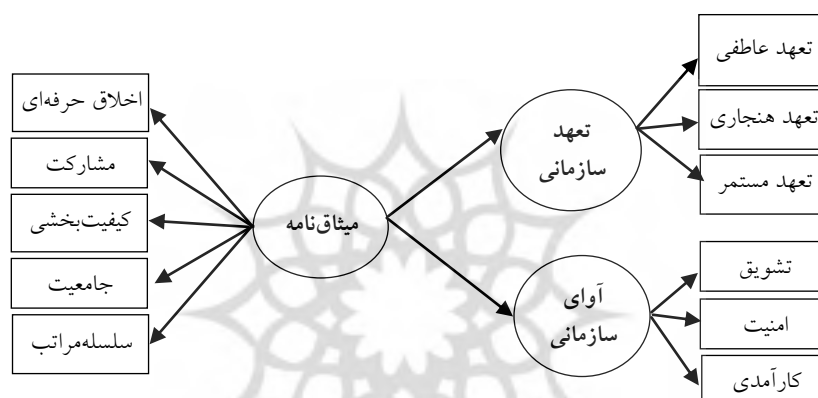 تعهد عاطفی
تعهد هنجاری
تعهد مستمر
تعهد
سازمانی
اخلاق حرفه‌ای
مشارکت
کیفیت‌بخشی
جامعیت
سلسله‌مراتب
میثاق‌نامه
آوای
سازمانی
تشویق
امنیت
کارآمدی